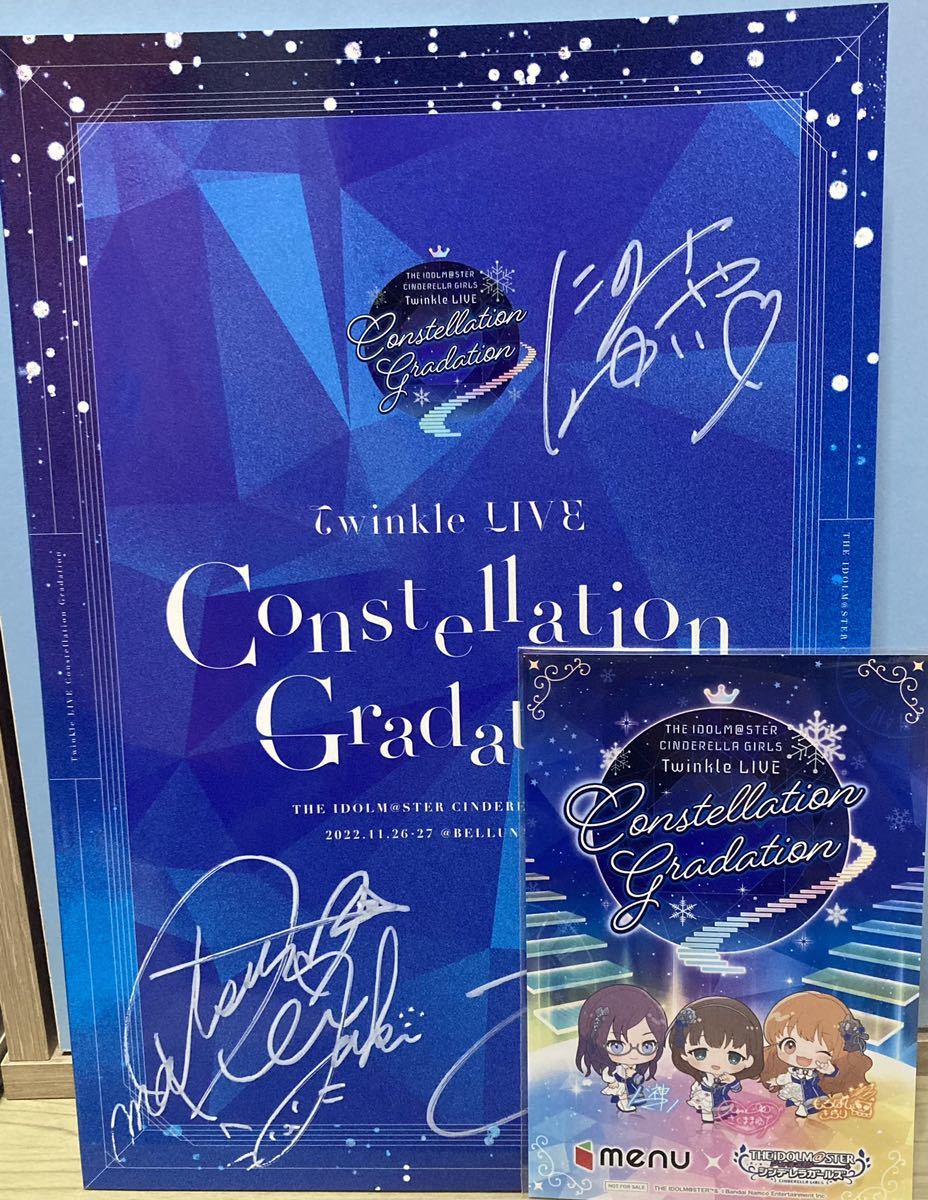 THE IDOLM@STER
CINDERELLA GIRLS
Twinkle LIVE
Constellation
Gradation
Twinkle LIVE
Constellation
Gradat
THE IDOLM@STER CINDERE
2022.11.26-27 @BELLUN
Twinkle LIVE Constellation Gradation
THE IDOLM@STER
THE IDOLM@STER
CINDERELLA GIRLS
Twinkle LIVE
Constellation
Gradation
menu × THE IDOLM@STER
シンデレラガールズ
CINDERELLA GIRLS
NOT FOR SALE THE IDOLM@STER™& ©Bandai Namco Entertainment Inc.